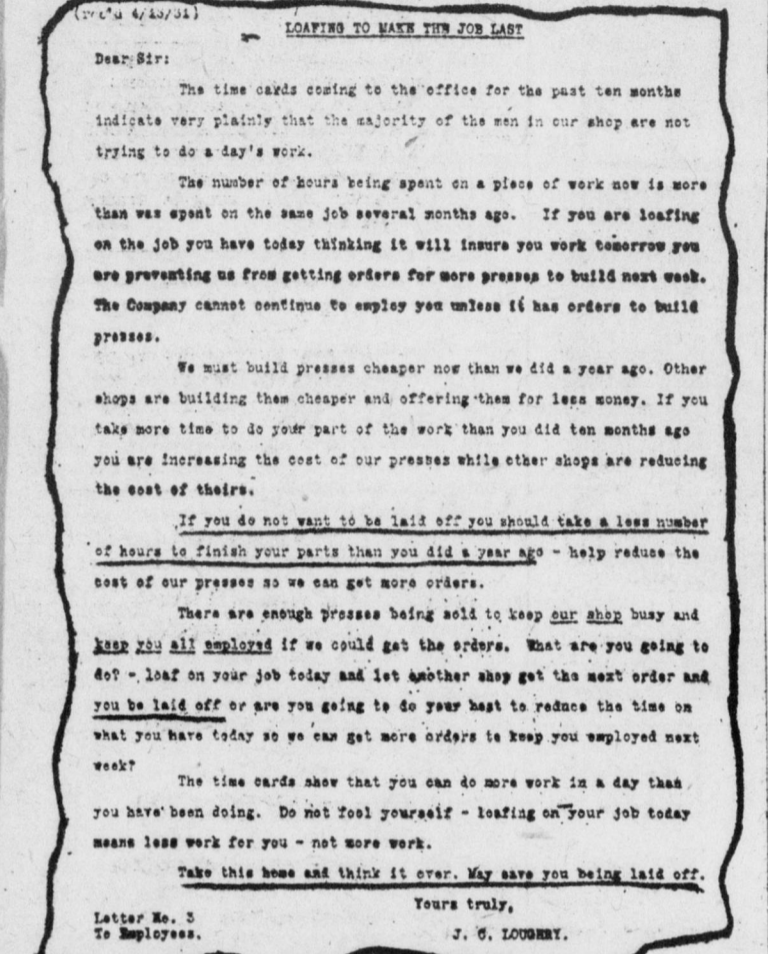 (rec'd 4/13/31)
LOAFING TO MAKE THE JOB LAST
Dear Sir:
The time cards coming to the office for the past ten months
indicate very plainly that the majority of the men in our shop are not
trying to do a day's work.
The number of hours being spent on a piece of work now is more
than was spent on the same job several months ago. If you are loafing
on the job you have today thinking it will insure you work tomorrow you
are preventing us from getting orders for more presses to build next week.
The Company cannot continue to employ you unless it has orders to build
presses.
We must build presses cheaper now than we did a year ago. Other
shops are building them cheaper and offering them for less money. If you
take more time to do your part of the work than you did ten months ago
you are increasing the cost of our presses while other shops are reducing
the cost of theirs.
If you do not want to be laid off you should take a less number
of hours to finish your parts than you did a year ago - help reduce the
cost of our presses so we can get more orders.
There are enough presses being sold to keep our shop busy and
keep you all employed if we could get the orders. What are you going to
do? - loaf on your job today and let another shop get the next order and
you be laid off or are you going to do your best to reduce the time on
what you have today so we can get more orders to keep you employed next
week?
The time cards show that you can do more work in a day than
you have been doing. Do not fool yourself - loafing on your job today
means less work for you - not more work.
Take this home and think it over. May save you being laid off.
Yours truly,
Letter No. 3
To Employees.
J. C. LOUGHRY.